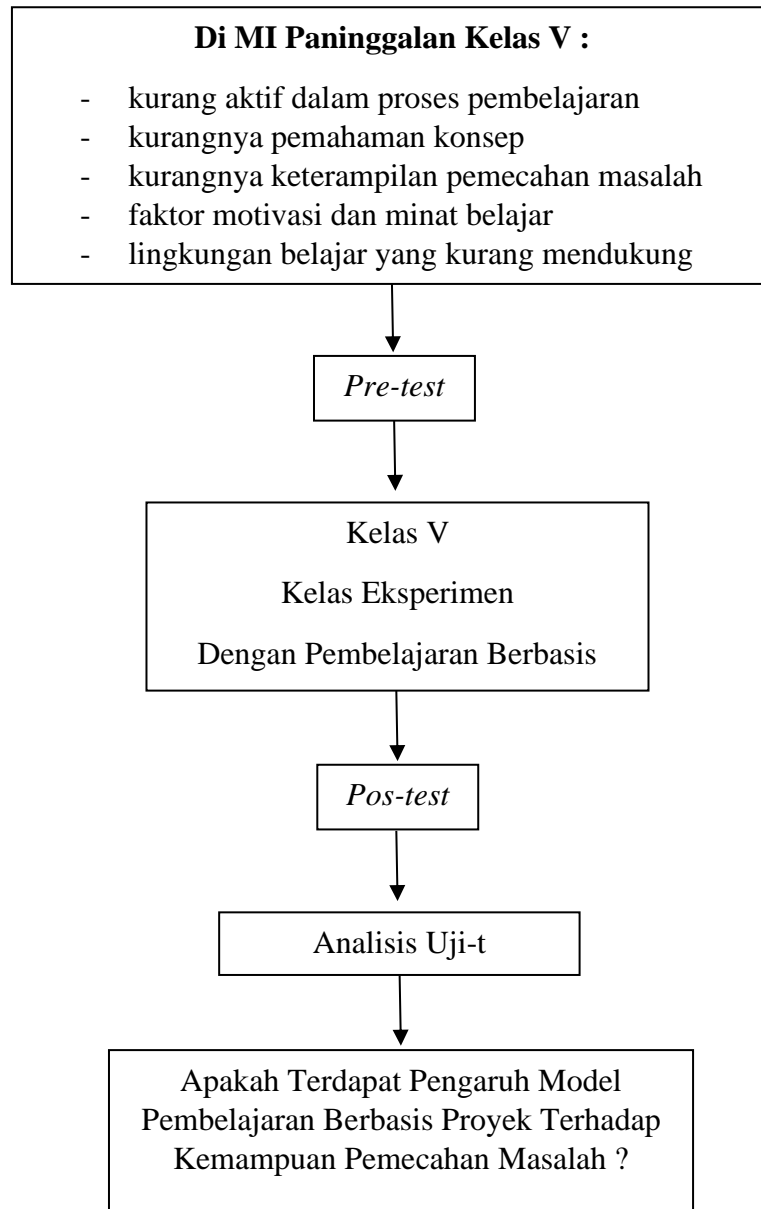 Di MI Paninggalan Kelas V :
- kurang aktif dalam proses pembelajaran
- kurangnya pemahaman konsep
- kurangnya keterampilan pemecahan masalah
- faktor motivasi dan minat belajar
- lingkungan belajar yang kurang mendukung
Pre-test
Kelas V
Kelas Eksperimen
Dengan Pembelajaran Berbasis
Pos-test
Analisis Uji-t
Apakah Terdapat Pengaruh Model
Pembelajaran Berbasis Proyek Terhadap
Kemampuan Pemecahan Masalah ?